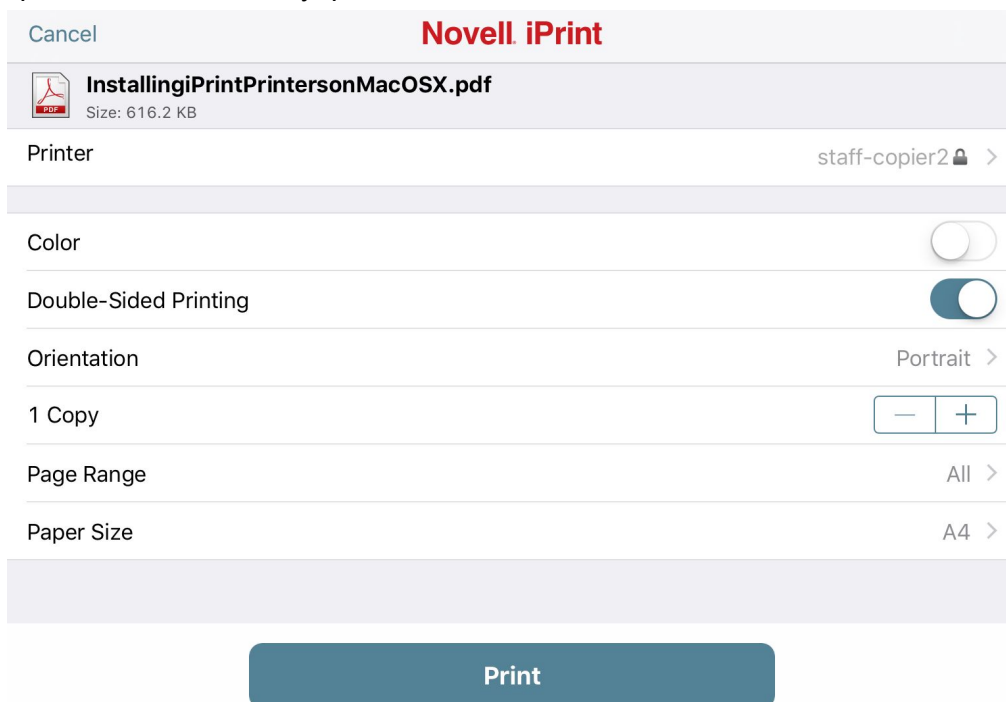 Cancel
Novell iPrint
InstallingiPrintPrintersonMacOSX.pdf
PDF
Size: 616.2 KB
Printer staff-copier2
Color
Double-Sided Printing
Orientation Portrait
1 Copy
Page Range All
Paper Size A4
Print